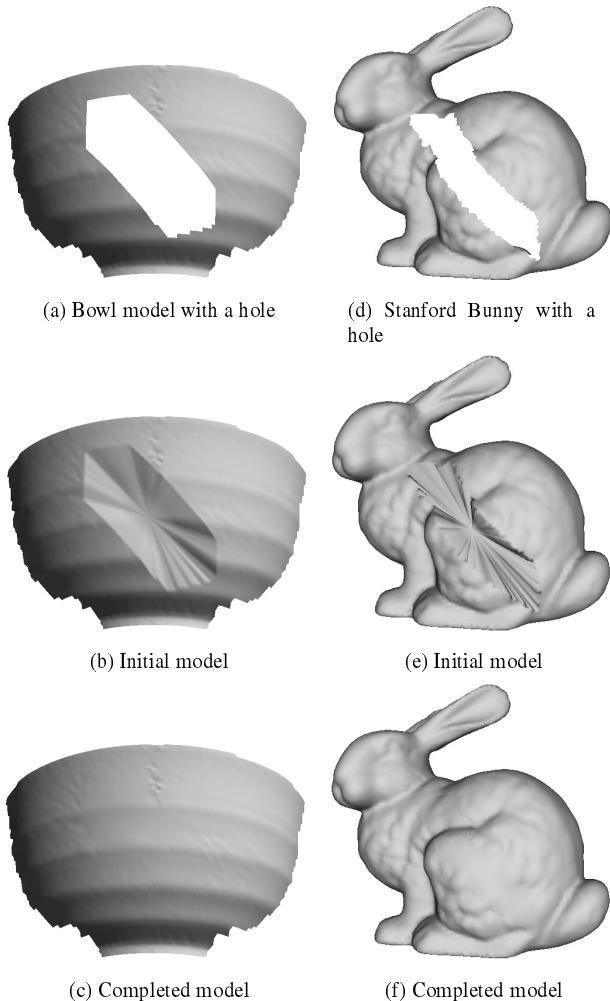 (a) Bowl model with a hole
(d) Stanford Bunny with a
hole
(b) Initial model
(e) Initial model
(c) Completed model
(f) Completed model